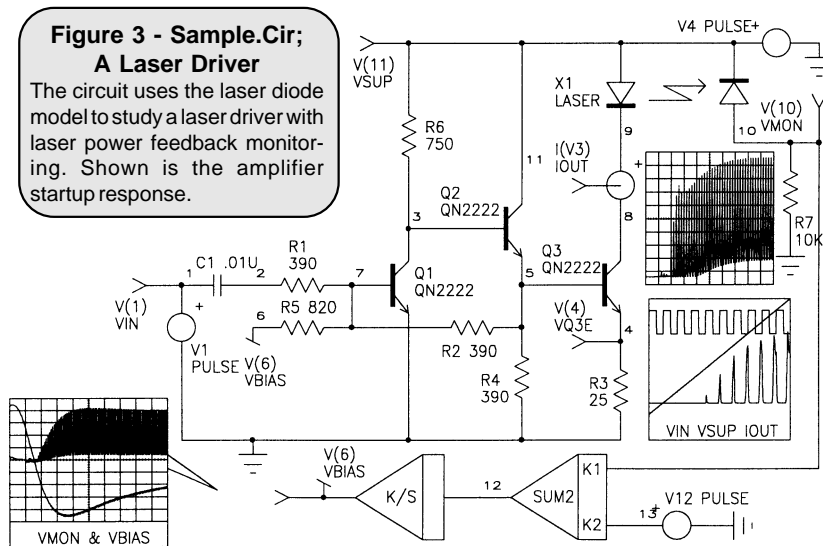 Figure 3 - Sample.Cir;
A Laser Driver
The circuit uses the laser diode
model to study a laser driver with
laser power feedback monitor-
ing. Shown is the amplifier
startup response.
V(11)
VSUP
V4 PULSE+
X1
LASER
V(10)
VMON
R6
750
9
10
11
I(V3)
IOUT
+
8
R7
10K
Q2
QN2222
3
C1 .01U
1
2
R1
390
7
Q1
QN2222
5
Q3
QN2222
V(1)
VIN
+
V1
PULSE
6
R5 820
V(6)
VBIAS
R2 390
V(4)
VQ3E
4
R4
390
R3
25
VIN VSUP IOUT
V(6)
VBIAS
K/S
12
SUM2
K1
K2
13
+
V12 PULSE
VMON & VBIAS